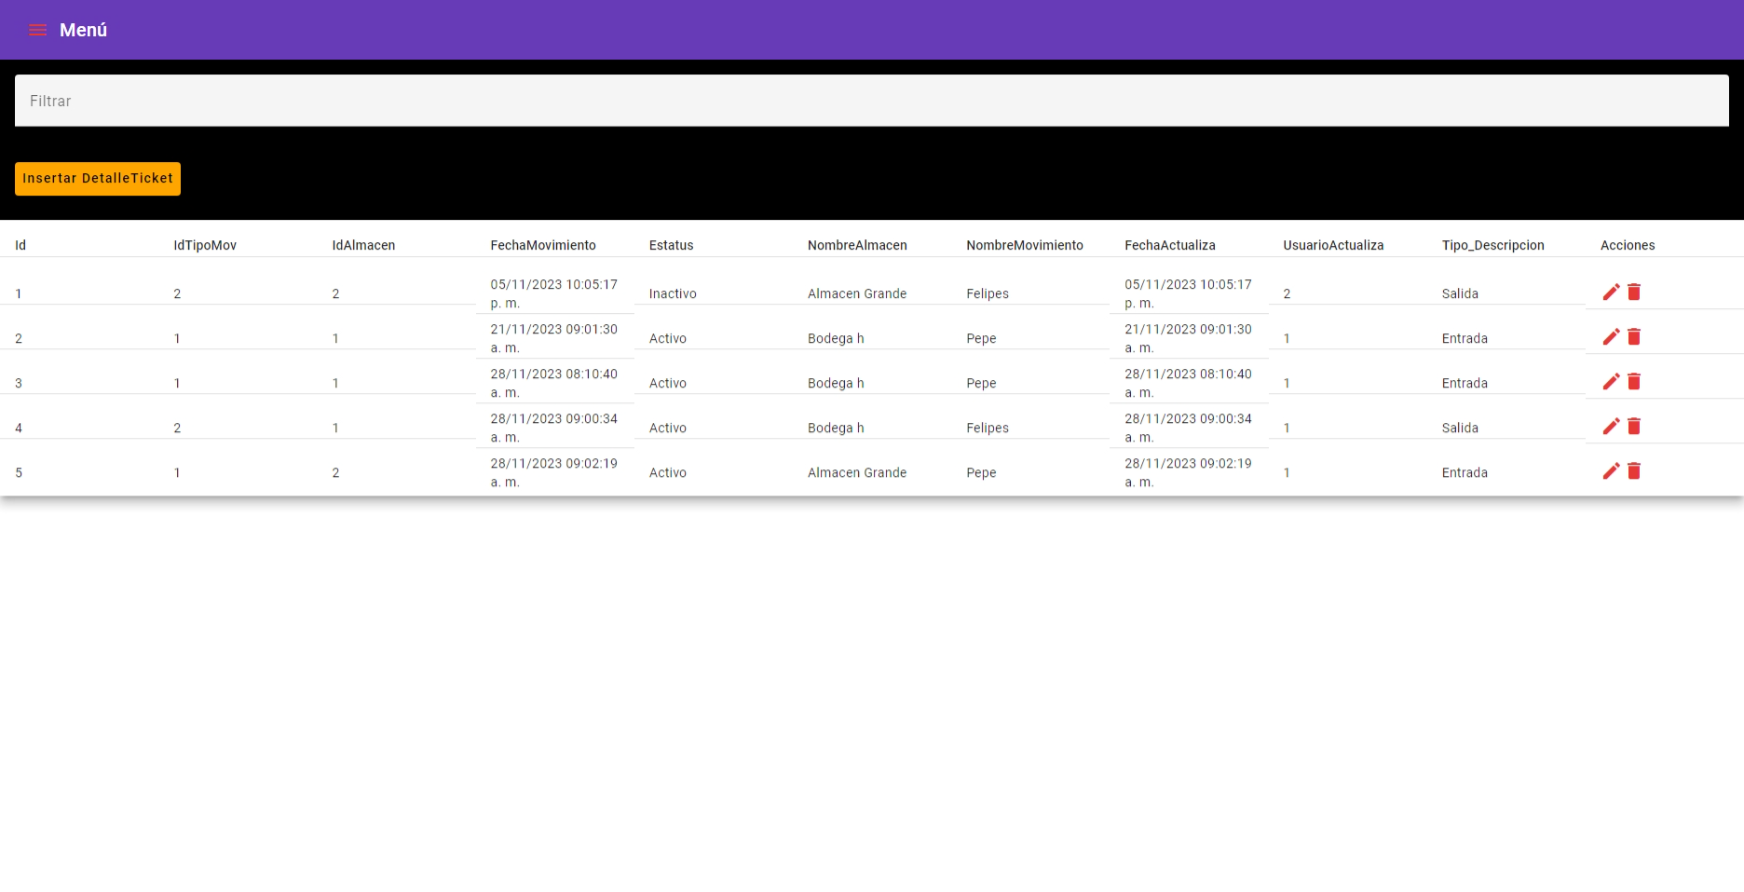 Menú
Filtrar
Insertar DetalleTicket
Id IdTipoMov IdAlmacen FechaMovimiento Estatus NombreAlmacen NombreMovimiento FechaActualiza UsuarioActualiza Tipo_Descripcion Acciones
1 2 2 05/11/2023 10:05:17 p. m. Inactivo Almacen Grande Felipes 05/11/2023 10:05:17 p. m. 2 Salida
2 1 1 21/11/2023 09:01:30 a. m. Activo Bodega h Pepe 21/11/2023 09:01:30 a. m. 1 Entrada
3 1 1 28/11/2023 08:10:40 a. m. Activo Bodega h Pepe 28/11/2023 08:10:40 a. m. 1 Entrada
4 2 1 28/11/2023 09:00:34 a. m. Activo Bodega h Felipes 28/11/2023 09:00:34 a. m. 1 Salida
5 1 2 28/11/2023 09:02:19 a. m. Activo Almacen Grande Pepe 28/11/2023 09:02:19 a. m. 1 Entrada